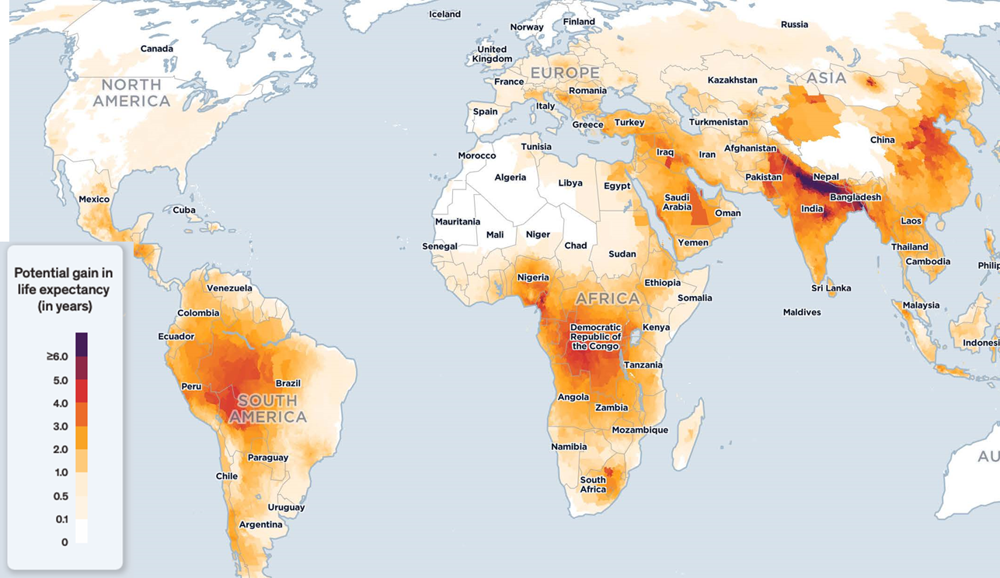 Iceland
Norway
Finland
Russia
Canada
United
Kingdom
NORTH
AMERICA
EUROPE
ASIA
France
Kazakhstan
Romania
Italy
Spain
Greece
Turkey
Turkmenistan
China
Tunisia
Afghanistan
Morocco
Iraq
Iran
Algeria
Libya
Egypt
Pakistan
Nepal
Mexico
Saudi
Arabia
Bangladesh
Cuba
India
Oman
Mauritania
Mali
Niger
Laos
Senegal
Chad
Sudan
Yemen
Thailand
Cambodia
Philip
Nigeria
Ethiopia
Sri Lanka
Venezuela
AFRICA
Somalia
Malaysia
Colombia
Maldives
Ecuador
Democratic
Republic of
the Congo
Kenya
Indonesi
Tanzania
Peru
Brazil
SOUTH
AMERICA
Angola
Zambia
Mozambique
Namibia
AU
Paraguay
Chile
South
Africa
Uruguay
Argentina
Potential gain in
life expectancy
(in years)
≥6.0
5.0
4.0
3.0
2.0
1.0
0.5
0.1
0